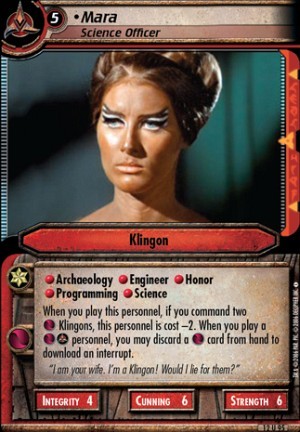 5
• Mara
Science Officer
Klingon
Archaeology Engineer Honor
Programming Science
When you play this personnel, if you command two
Klingons, this personnel is cost -2. When you play a
personnel, you may discard a card from hand to
download an interrupt.
"I am your wife. I'm a Klingon! Would I lie for them?"
INTEGRITY 4 CUNNING 6 STRENGTH 6
12 U 95